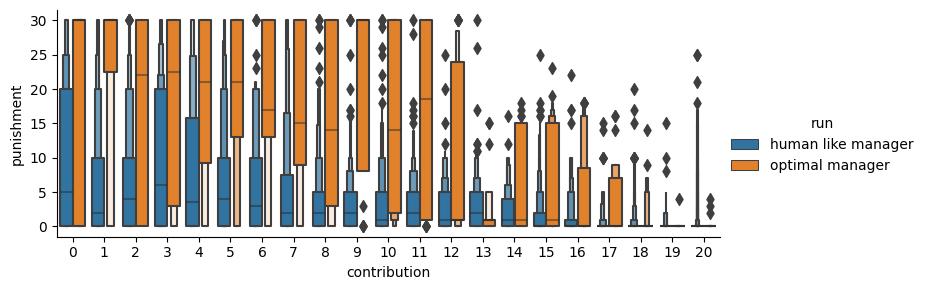 30
25
20
15
10
5
0
punishment
0 1 2 3 4 5 6 7 8 9 10 11 12 13 14 15 16 17 18 19 20
contribution
run
human like manager
optimal manager